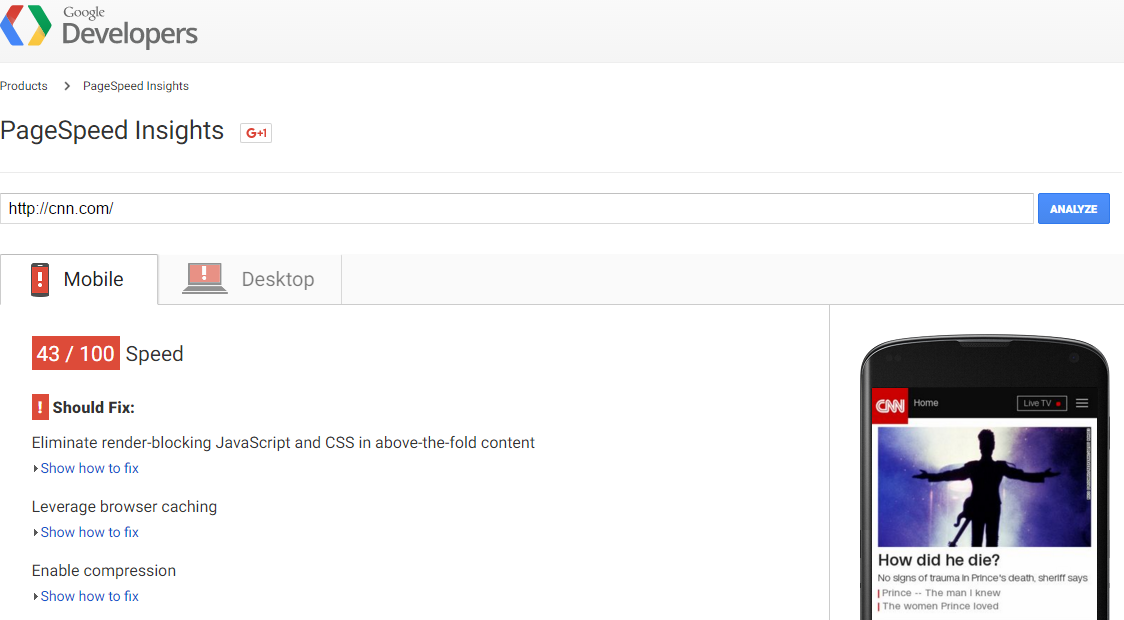 Google
Developers
Products > PageSpeed Insights
PageSpeed Insights G+1
http://cnn.com/ ANALYZE
! Mobile ! Desktop
43 / 100 Speed
! Should Fix:
Eliminate render-blocking JavaScript and CSS in above-the-fold content
Show how to fix
Leverage browser caching
Show how to fix
Enable compression
Show how to fix
CNN Home Live TV
How did he die?
No signs of trauma in Prince's death, sheriff says
Prince -- The man I knew
The women Prince loved